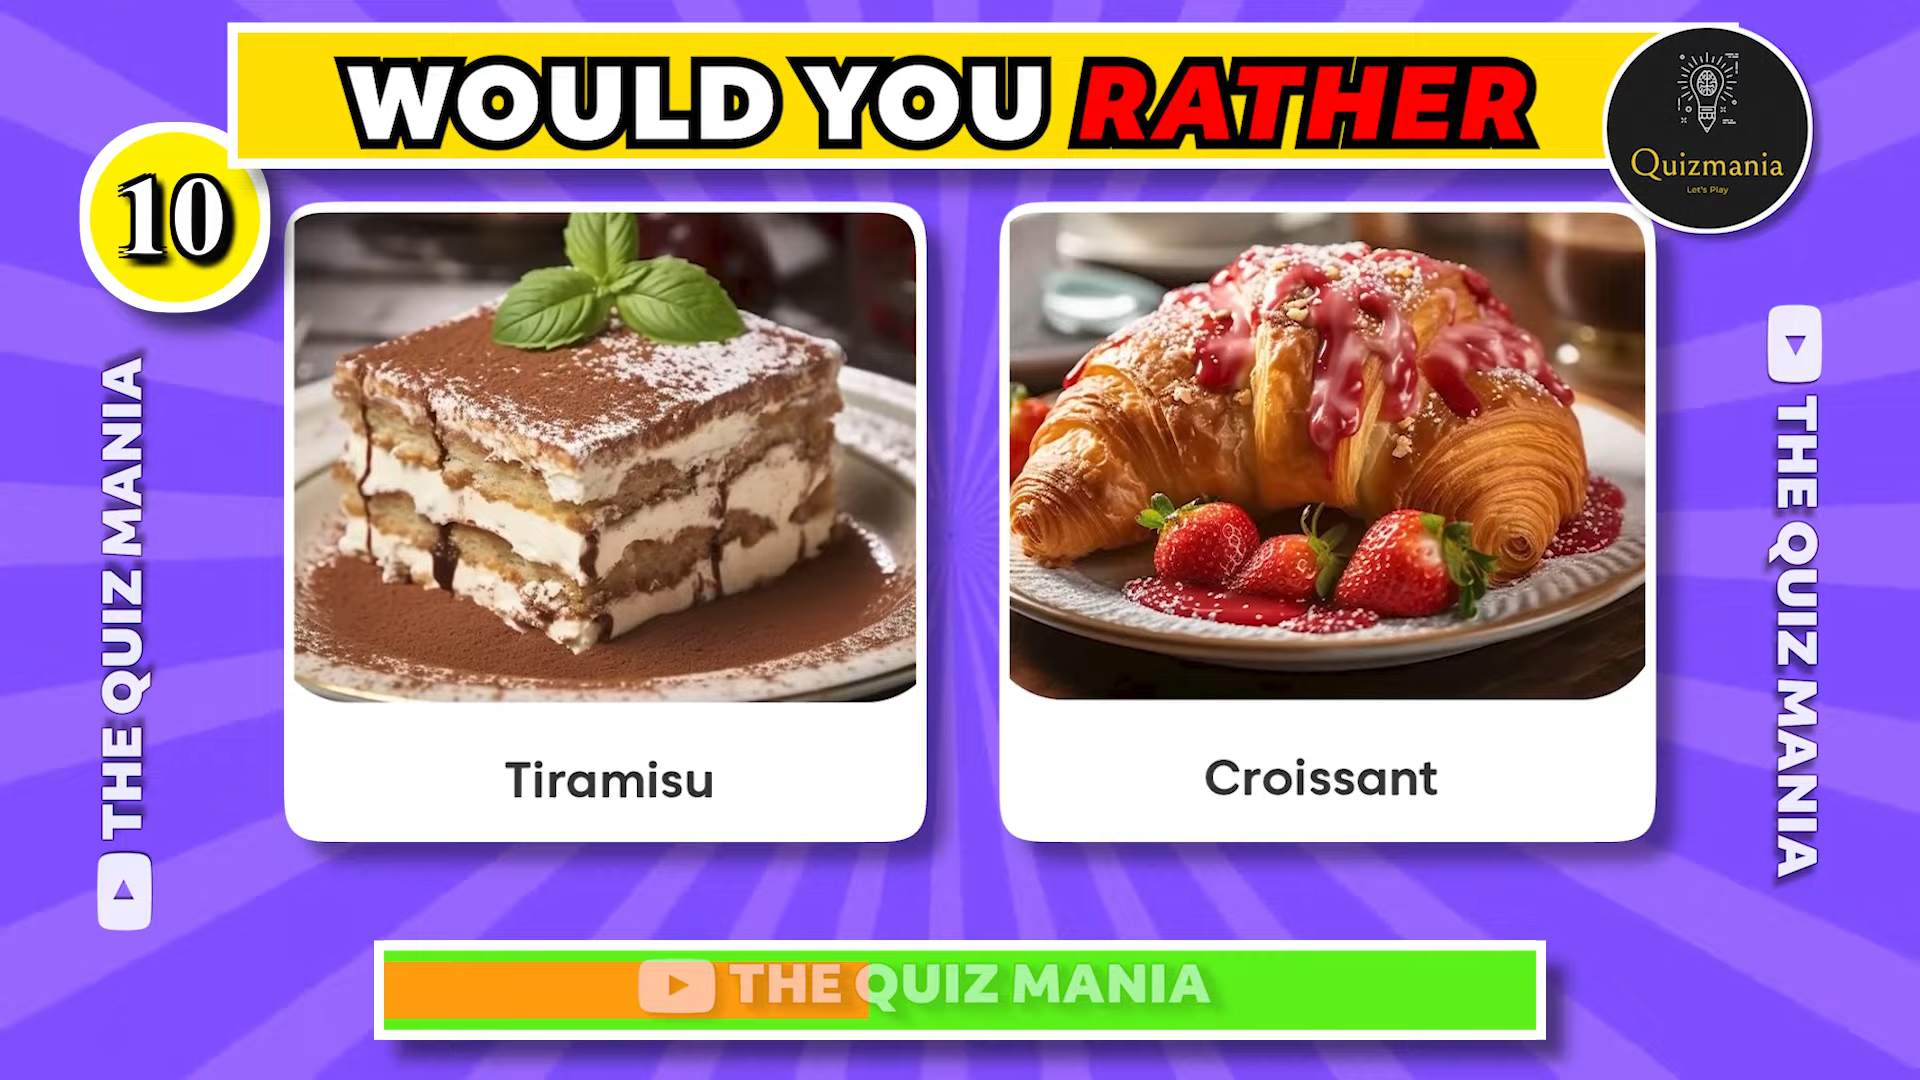 WOULD YOU RATHER
Quizmania
Let's Play
10
THE QUIZ MANIA
THE QUIZ MANIA
Tiramisu
Croissant
THE QUIZ MANIA